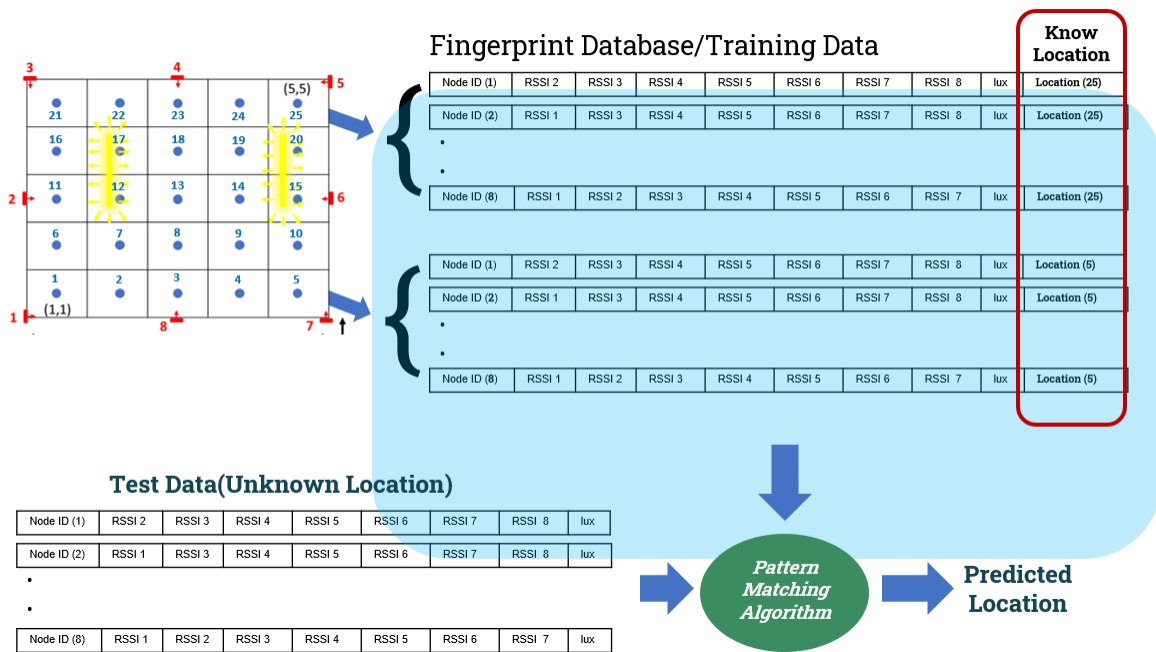 Fingerprint Database/Training Data
Know
Location
3
4
5
(5,5)
21
22
23
24
25
16
17
18
19
20
2
11
12
13
14
15
6
6
7
8
9
10
1
2
3
4
5
(1,1)
1
8
7
Node ID (1) RSSI 2 RSSI 3 RSSI 4 RSSI 5 RSSI 6 RSSI 7 RSSI 8 lux Location (25)
Node ID (2) RSSI 1 RSSI 3 RSSI 4 RSSI 5 RSSI 6 RSSI 7 RSSI 8 lux Location (25)
Node ID (8) RSSI 1 RSSI 2 RSSI 3 RSSI 4 RSSI 5 RSSI 6 RSSI 7 lux Location (25)
Node ID (1) RSSI 2 RSSI 3 RSSI 4 RSSI 5 RSSI 6 RSSI 7 RSSI 8 lux Location (5)
Node ID (2) RSSI 1 RSSI 3 RSSI 4 RSSI 5 RSSI 6 RSSI 7 RSSI 8 lux Location (5)
Node ID (8) RSSI 1 RSSI 2 RSSI 3 RSSI 4 RSSI 5 RSSI 6 RSSI 7 lux Location (5)
Test Data(Unknown Location)
Node ID (1) RSSI 2 RSSI 3 RSSI 4 RSSI 5 RSSI 6 RSSI 7 RSSI 8 lux
Node ID (2) RSSI 1 RSSI 3 RSSI 4 RSSI 5 RSSI 6 RSSI 7 RSSI 8 lux
Node ID (8) RSSI 1 RSSI 2 RSSI 3 RSSI 4 RSSI 5 RSSI 6 RSSI 7 lux
Pattern
Matching
Algorithm
Predicted
Location